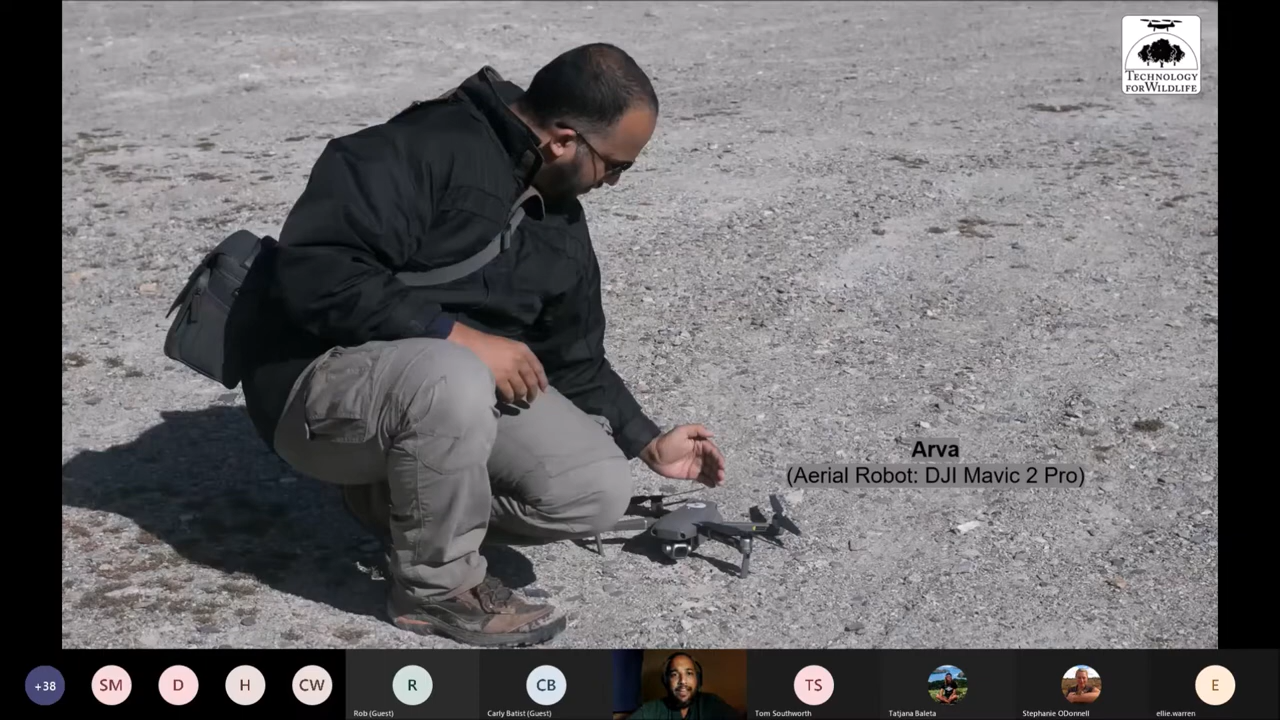 TECHNOLOGY
FORWILDLIFE
Arva
(Aerial Robot: DJI Mavic 2 Pro)
+38
SM
D
H
CW
R
CB
TS
E
Rob (Guest)
Carly Batist (Guest)
Tom Southworth
Tatjana Baleta
Stephanie ODonnell
ellie.warren